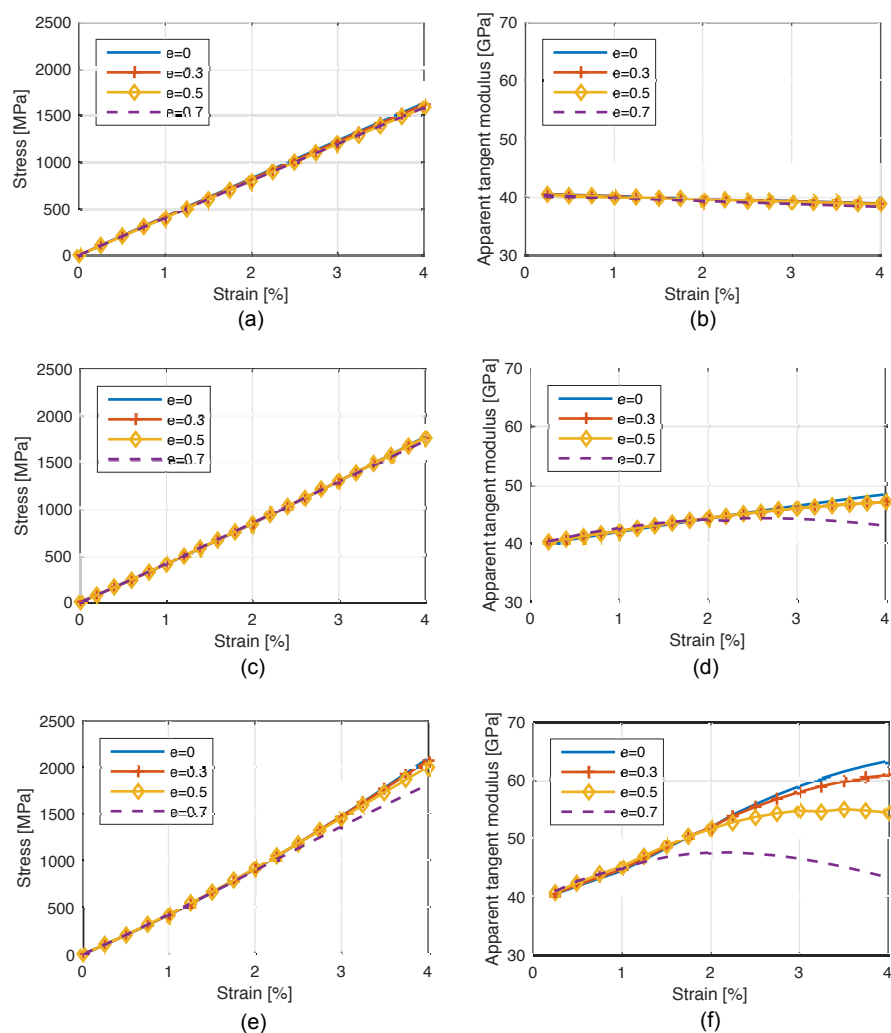 2500
2000
1500
1000
500
0
Stress [MPa]
e=0
e=0.3
e=0.5
e=0.7
0 1 2 3 4
Strain [%]
(a)
70
60
50
40
30
Apparent tangent modulus [GPa]
e=0
e=0.3
e=0.5
e=0.7
0 1 2 3 4
Strain [%]
(b)
2500
2000
1500
1000
500
0
Stress [MPa]
e=0
e=0.3
e=0.5
e=0.7
0 1 2 3 4
Strain [%]
(c)
70
60
50
40
30
Apparent tangent modulus [GPa]
e=0
e=0.3
e=0.5
e=0.7
0 1 2 3 4
Strain [%]
(d)
2500
2000
1500
1000
500
0
Stress [MPa]
e=0
e=0.3
e=0.5
e=0.7
0 1 2 3 4
Strain [%]
(e)
70
60
50
40
30
Apparent tangent modulus [GPa]
e=0
e=0.3
e=0.5
e=0.7
0 1 2 3 4
Strain [%]
(f)